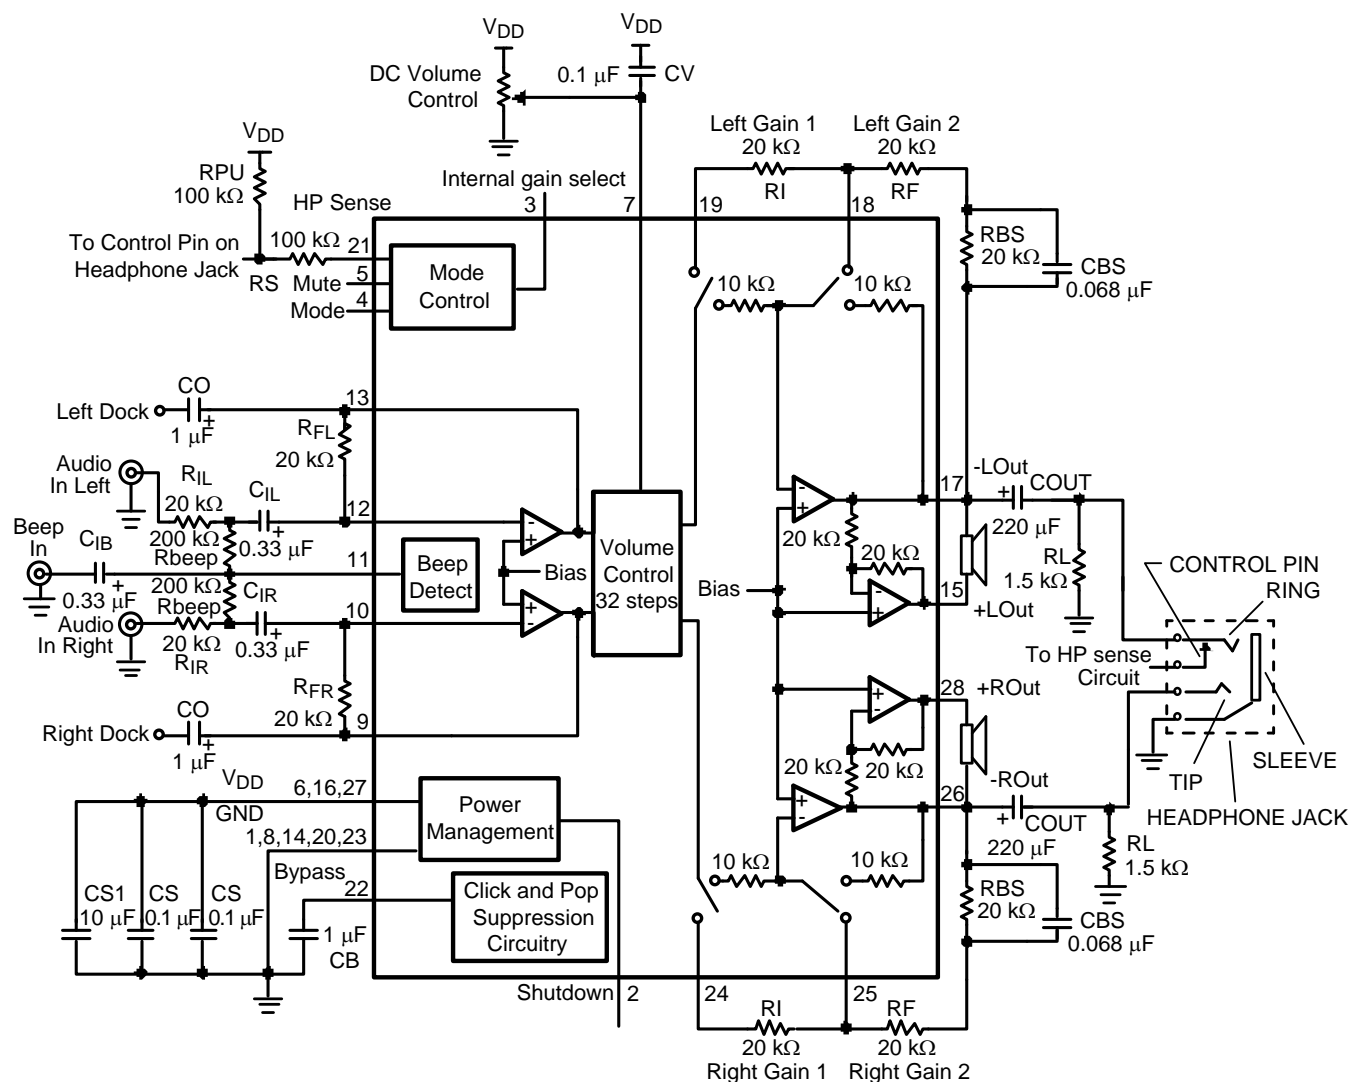 VDD
VDD
DC Volume
Control
0.1 µF
CV
Left Gain 1
20 kΩ
RI
Left Gain 2
20 kΩ
RF
VDD
RPU
100 kΩ
HP Sense
Internal gain select
3
7
19
18
To Control Pin on
Headphone Jack
100 kΩ
RS
21
Mute
5
Mode
4
Mode
Control
10 kΩ
10 kΩ
RBS
20 kΩ
CBS
0.068 µF
Left Dock
CO
1 µF
+
13
RFL
20 kΩ
Audio
In Left
RIL
20 kΩ
CIL
+
0.33 µF
12
200 kΩ
Rbeep
Beep
In
CIB
+
0.33 µF
11
Beep
Detect
200 kΩ
Rbeep
CIR
+
0.33 µF
10
Audio
In Right
20 kΩ
RIR
RFR
20 kΩ
Right Dock
CO
1 µF
+
9
-
+
Bias
+
-
Volume
Control
32 steps
Bias
-
+
20 kΩ
20 kΩ
-
+
17
-LOut
+
COUT
220 µF
RL
1.5 kΩ
15
+LOut
CONTROL PIN
RING
To HP sense
Circuit
TIP
SLEEVE
HEADPHONE JACK
+
-
28
+ROut
20 kΩ
20 kΩ
+
-
26
-ROut
+
COUT
220 µF
RL
1.5 kΩ
VDD
6,16,27
GND
1,8,14,20,23
Power
Management
Bypass
22
Click and Pop
Suppression
Circuitry
CS1
10 µF
CS
0.1 µF
CS
0.1 µF
1 µF
CB
10 kΩ
10 kΩ
RBS
20 kΩ
CBS
0.068 µF
Shutdown
2
24
25
RI
20 kΩ
Right Gain 1
RF
20 kΩ
Right Gain 2